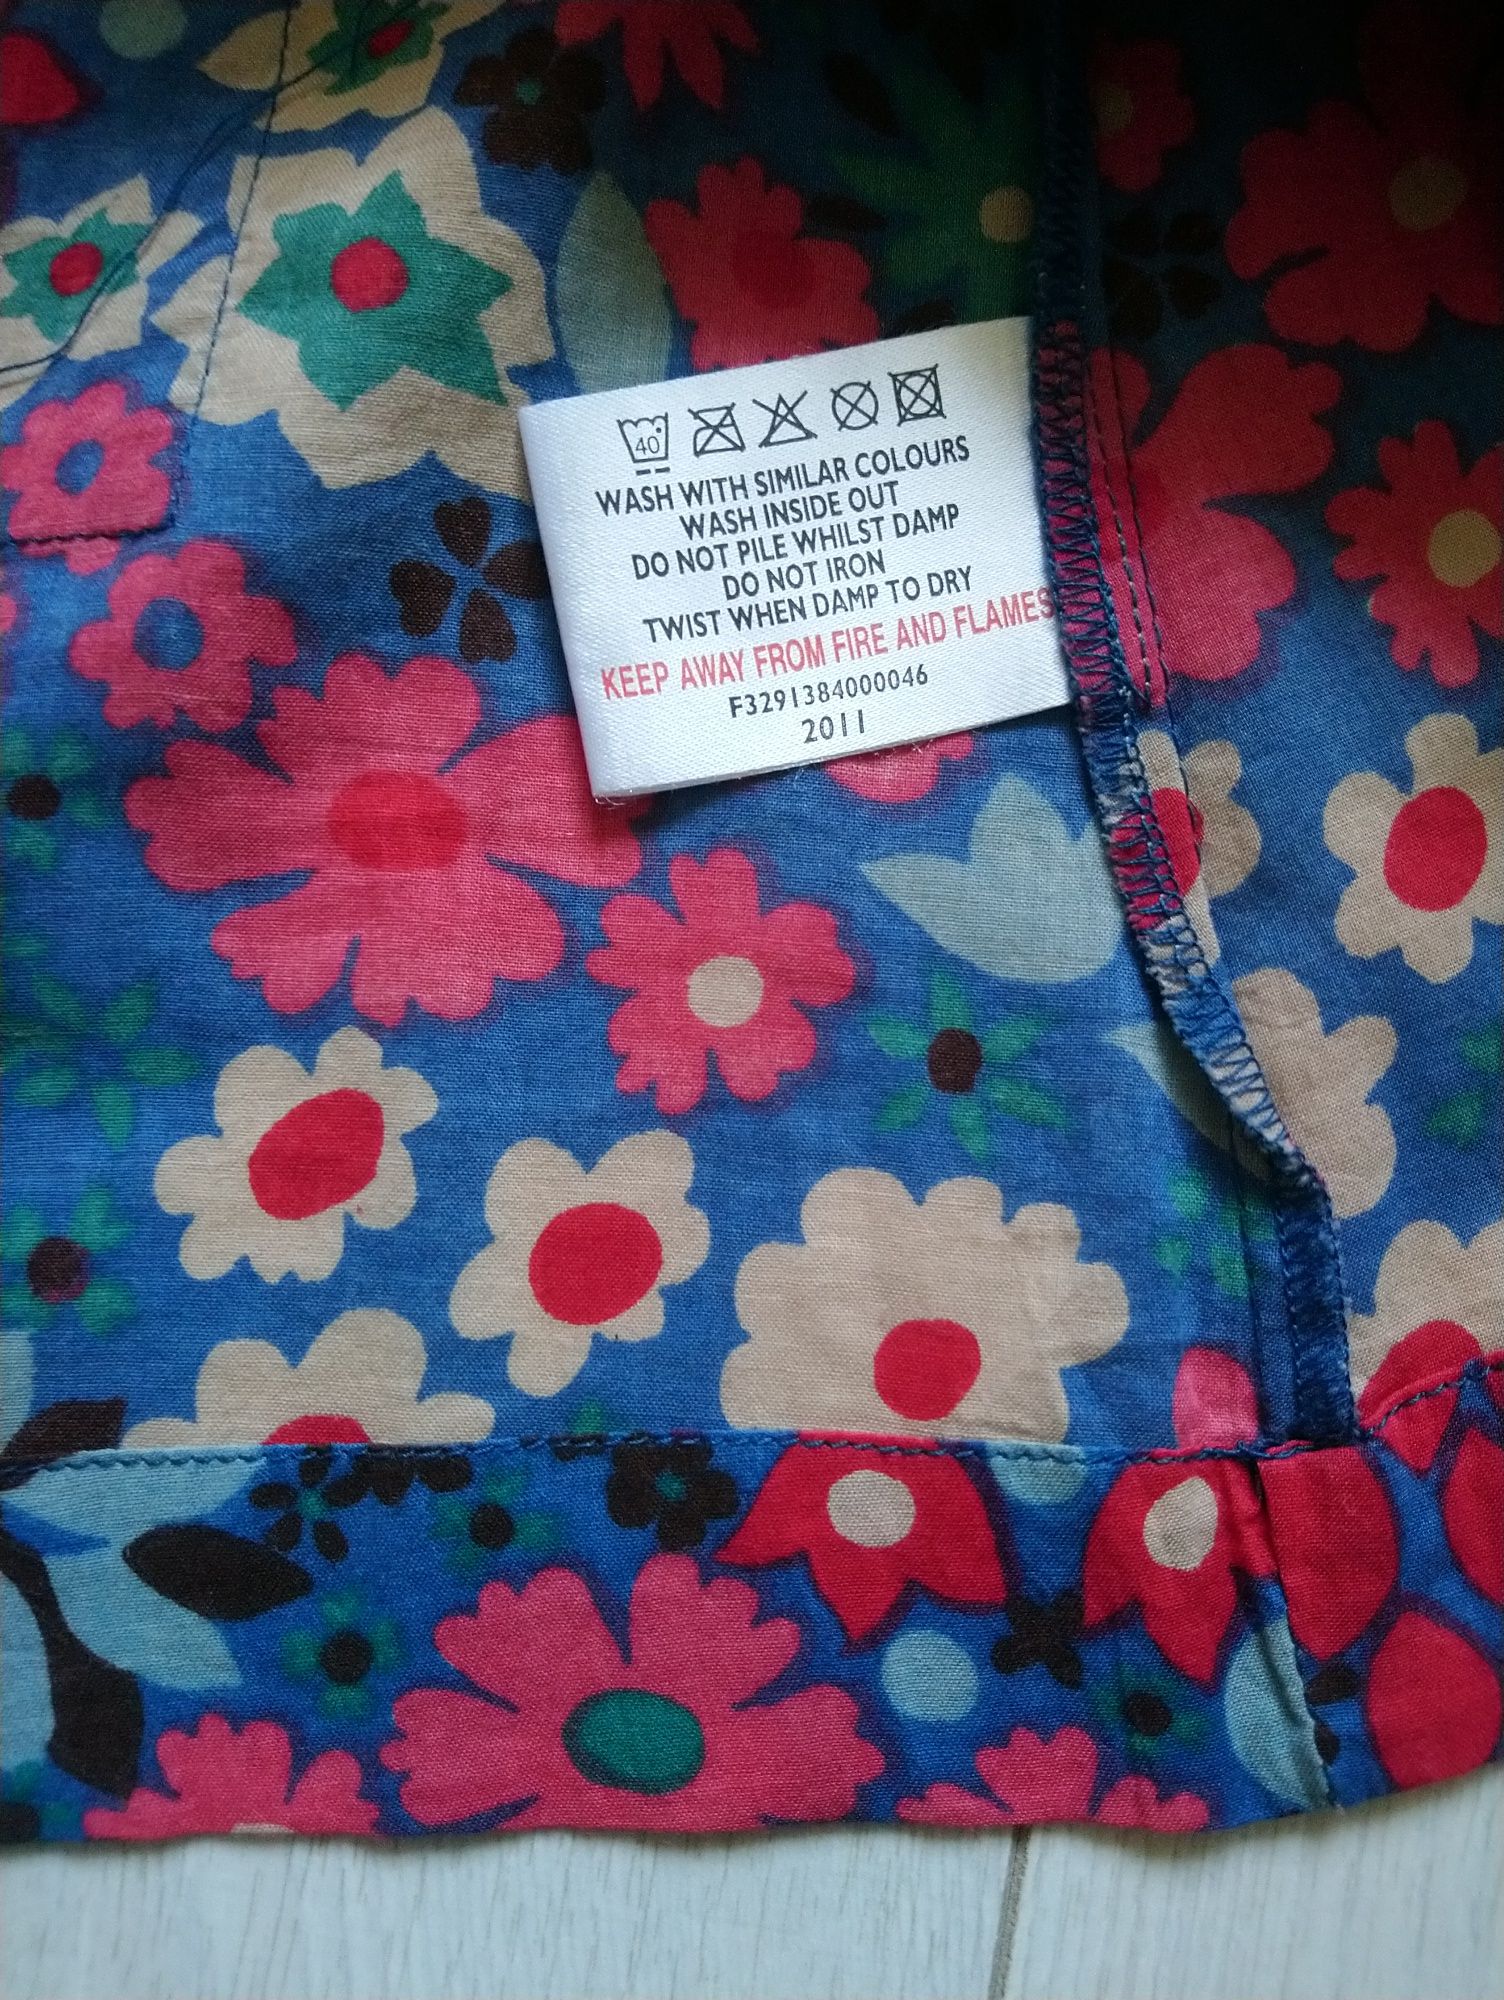 40°
WASH WITH SIMILAR COLOURS
WASH INSIDE OUT
DO NOT PILE WHILST DAMP
DO NOT IRON
TWIST WHEN DAMP TO DRY
KEEP AWAY FROM FIRE AND FLAMES
F3291384000046
2011